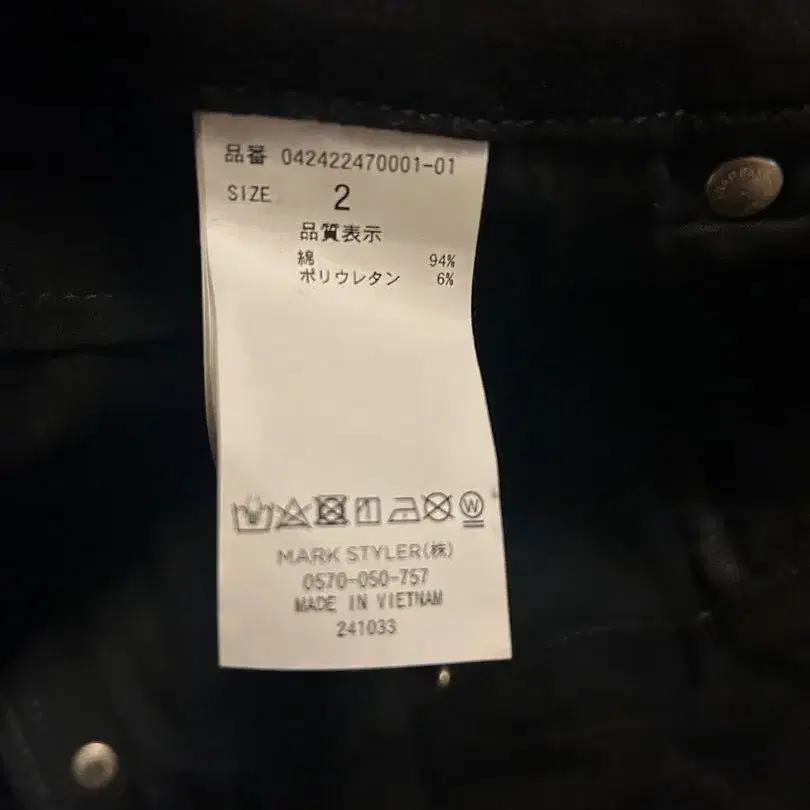 品番 042422470001-01
SIZE 2
品質表示
綿 94%
ポリウレタン 6%
W
MARK STYLER(株)
0570-050-757
MADE IN VIETNAM
241033